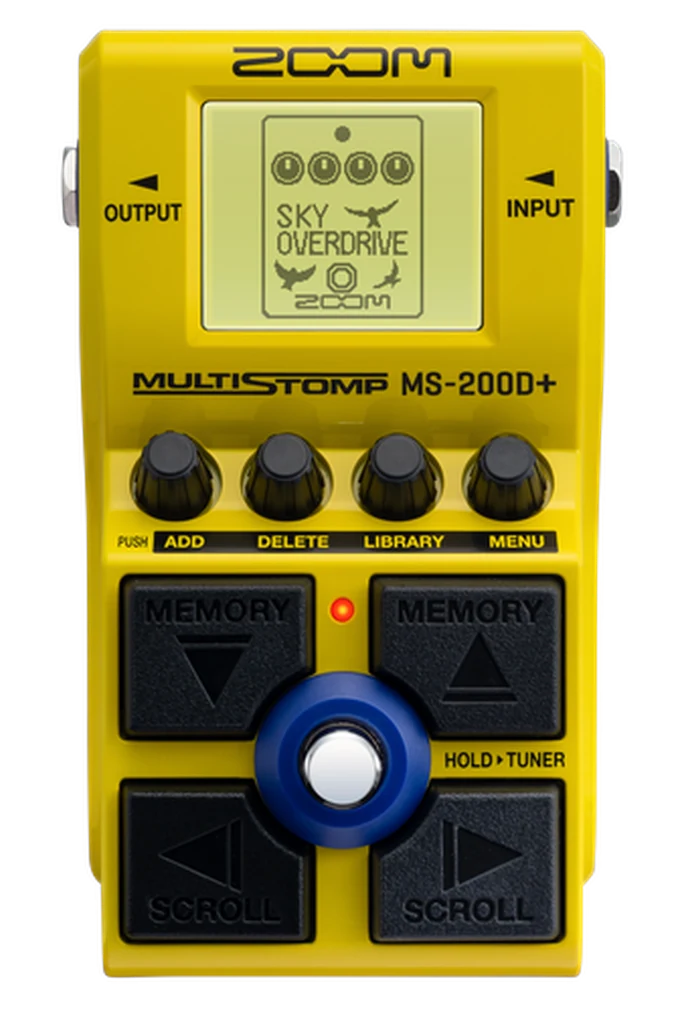 ZOOM
OUTPUT
INPUT
SKY
OVERDRIVE
ZOOM
MULTISTOMP MS-200D+
PUSH ADD DELETE LIBRARY MENU
MEMORY MEMORY
HOLD▸TUNER
SCROLL SCROLL